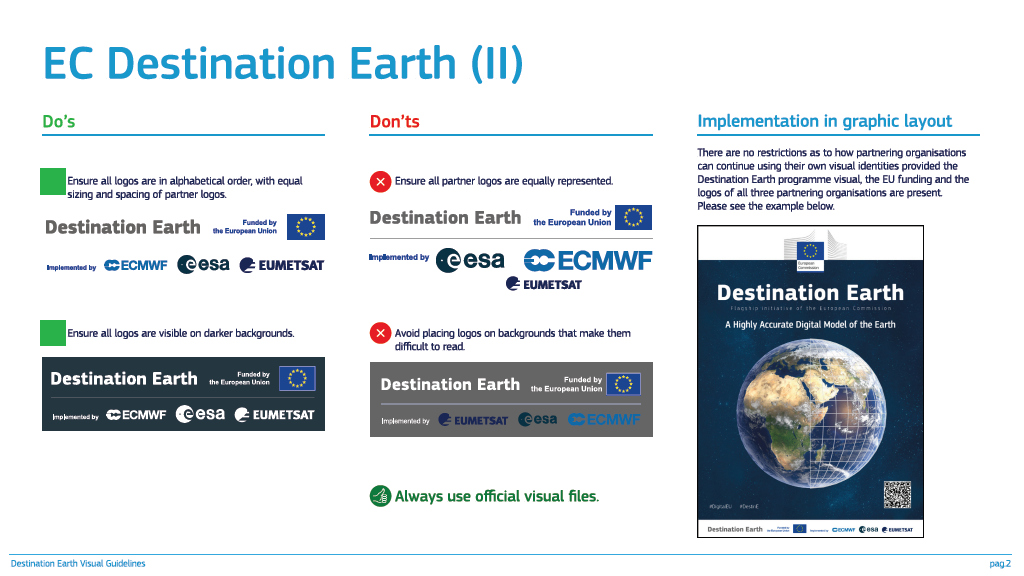 EC Destination Earth (II)
Do's
Ensure all logos are in alphabetical order, with equal
sizing and spacing of partner logos.
Destination Earth
Funded by
the European Union
Implemented by
ECMWF
esa
EUMETSAT
Ensure all logos are visible on darker backgrounds.
Destination Earth
Funded by
the European Union
Implemented by
ECMWF
esa
EUMETSAT
Don'ts
Ensure all partner logos are equally represented.
Destination Earth
Funded by
the European Union
Implemented by
esa
ECMWF
EUMETSAT
Avoid placing logos on backgrounds that make them
difficult to read.
Destination Earth
Funded by
the European Union
Implemented by
EUMETSAT
esa
ECMWF
Always use official visual files.
Implementation in graphic layout
There are no restrictions as to how partnering organisations
can continue using their own visual identities provided the
Destination Earth programme visual, the EU funding and the
logos of all three partnering organisations are present.
Please see the example below.
European
Commission
Destination Earth
Flagship initiative of the European Commission
A Highly Accurate Digital Model of the Earth
#DigitalEU #DestinE
Destination Earth
Funded by
the European Union
Implemented by
ECMWF
esa
EUMETSAT
Destination Earth Visual Guidelines
pag.2